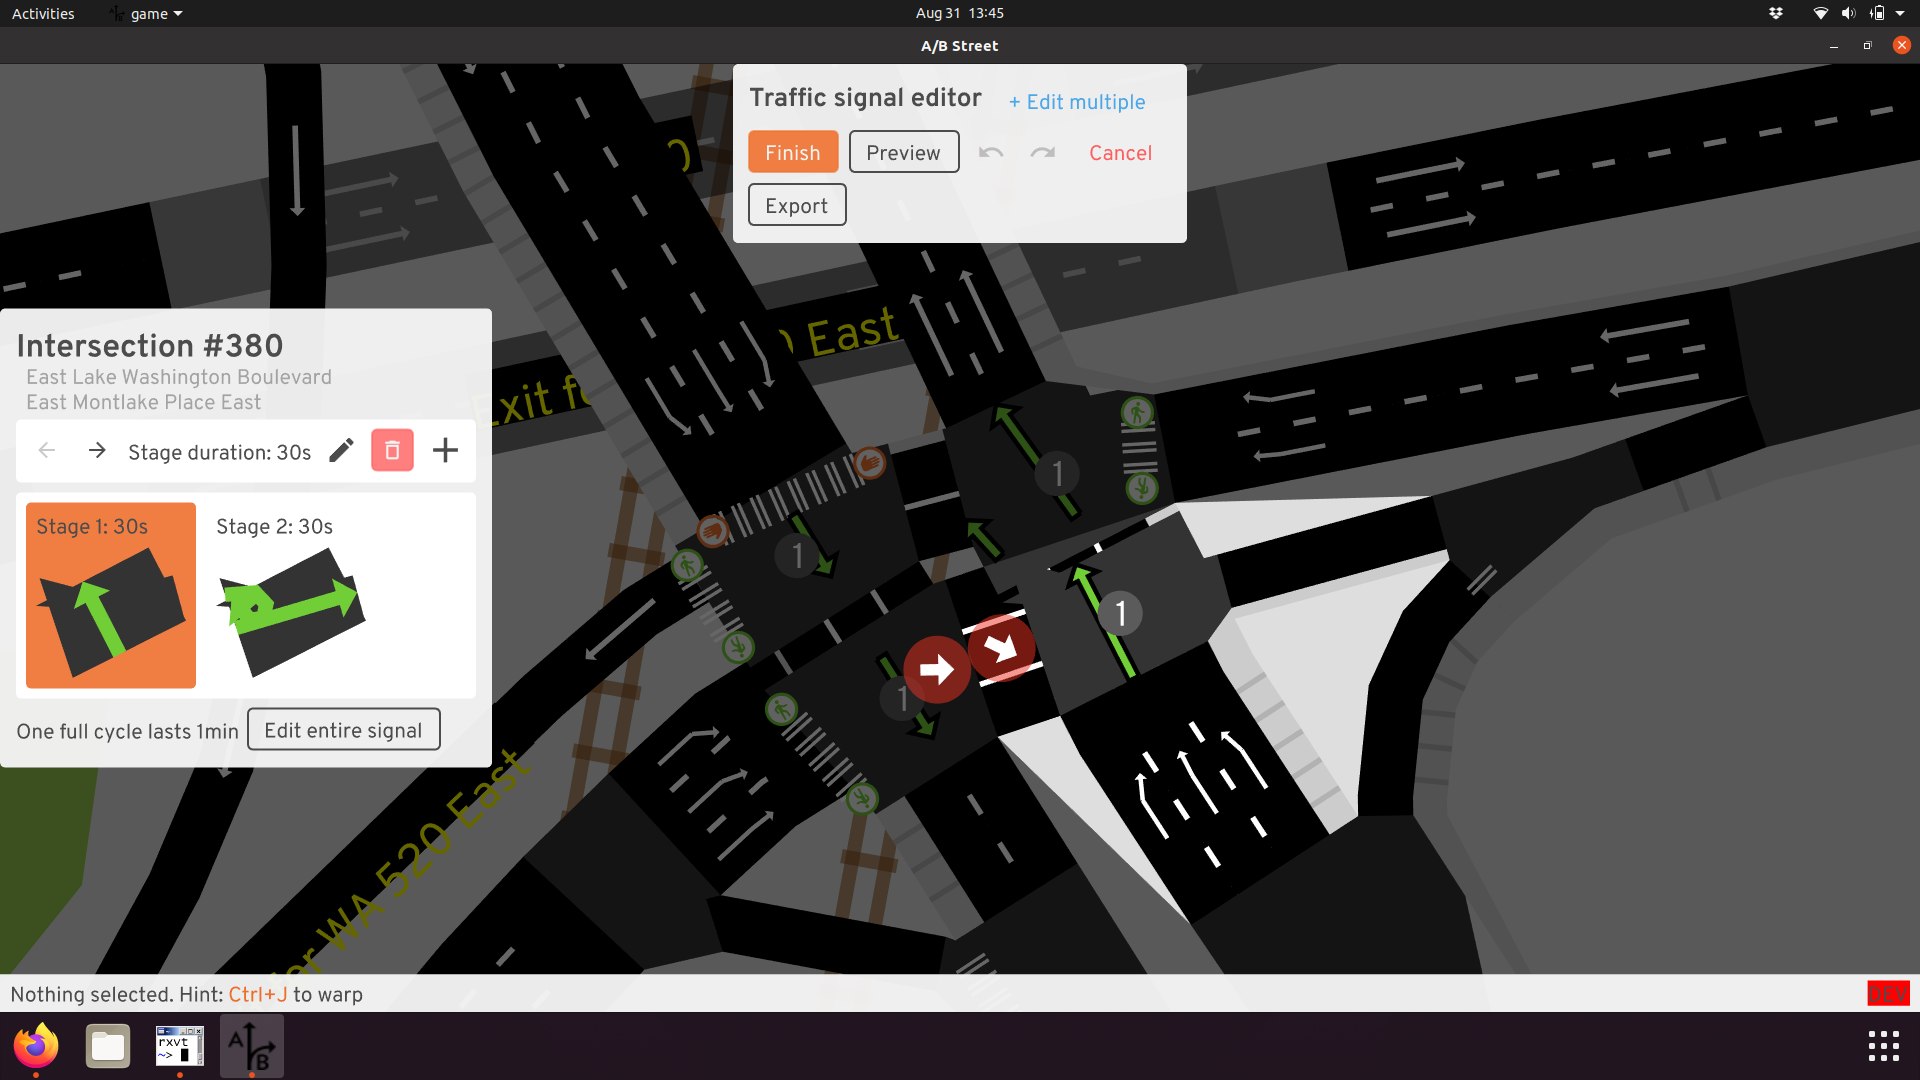 Activities
game
Aug 31 13:45
A/B Street
Traffic signal editor
+ Edit multiple
Finish
Preview
Cancel
Export
East
Exit fo
Intersection #380
East Lake Washington Boulevard
East Montlake Place East
Stage duration: 30s
Stage 1: 30s
Stage 2: 30s
One full cycle lasts 1min
Edit entire signal
1
1
1
1
for WA 520 East
Nothing selected. Hint: Ctrl+J to warp
DEV
rxvt
~>
A
B